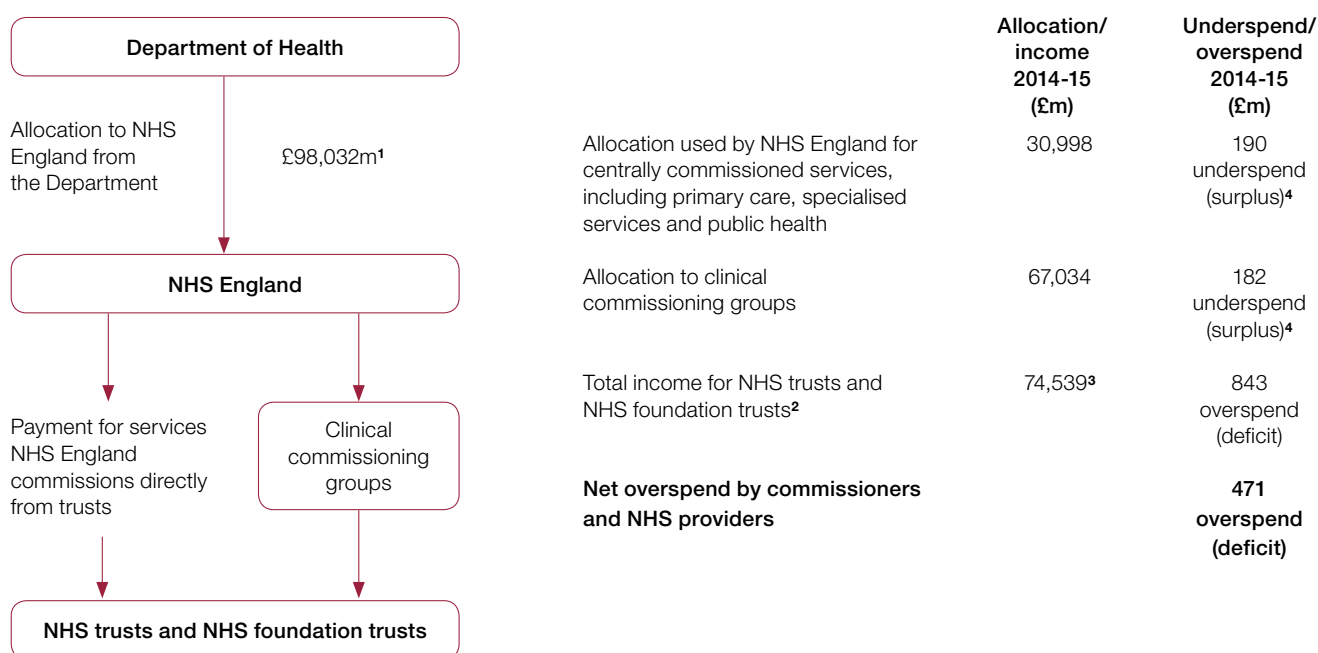 Department of Health
Allocation to NHS
England from
the Department
£98,032m1
NHS England
Payment for services
NHS England
commissions directly
from trusts
Clinical
commissioning
groups
NHS trusts and NHS foundation trusts
Allocation/
income
2014-15
(£m)
Underspend/
overspend
2014-15
(£m)
Allocation used by NHS England for
centrally commissioned services,
including primary care, specialised
services and public health
30,998
190
underspend
(surplus)4
Allocation to clinical
commissioning groups
67,034
182
underspend
(surplus)4
Total income for NHS trusts and
NHS foundation trusts2
74,5393
843
overspend
(deficit)
Net overspend by commissioners
and NHS providers
471
overspend
(deficit)